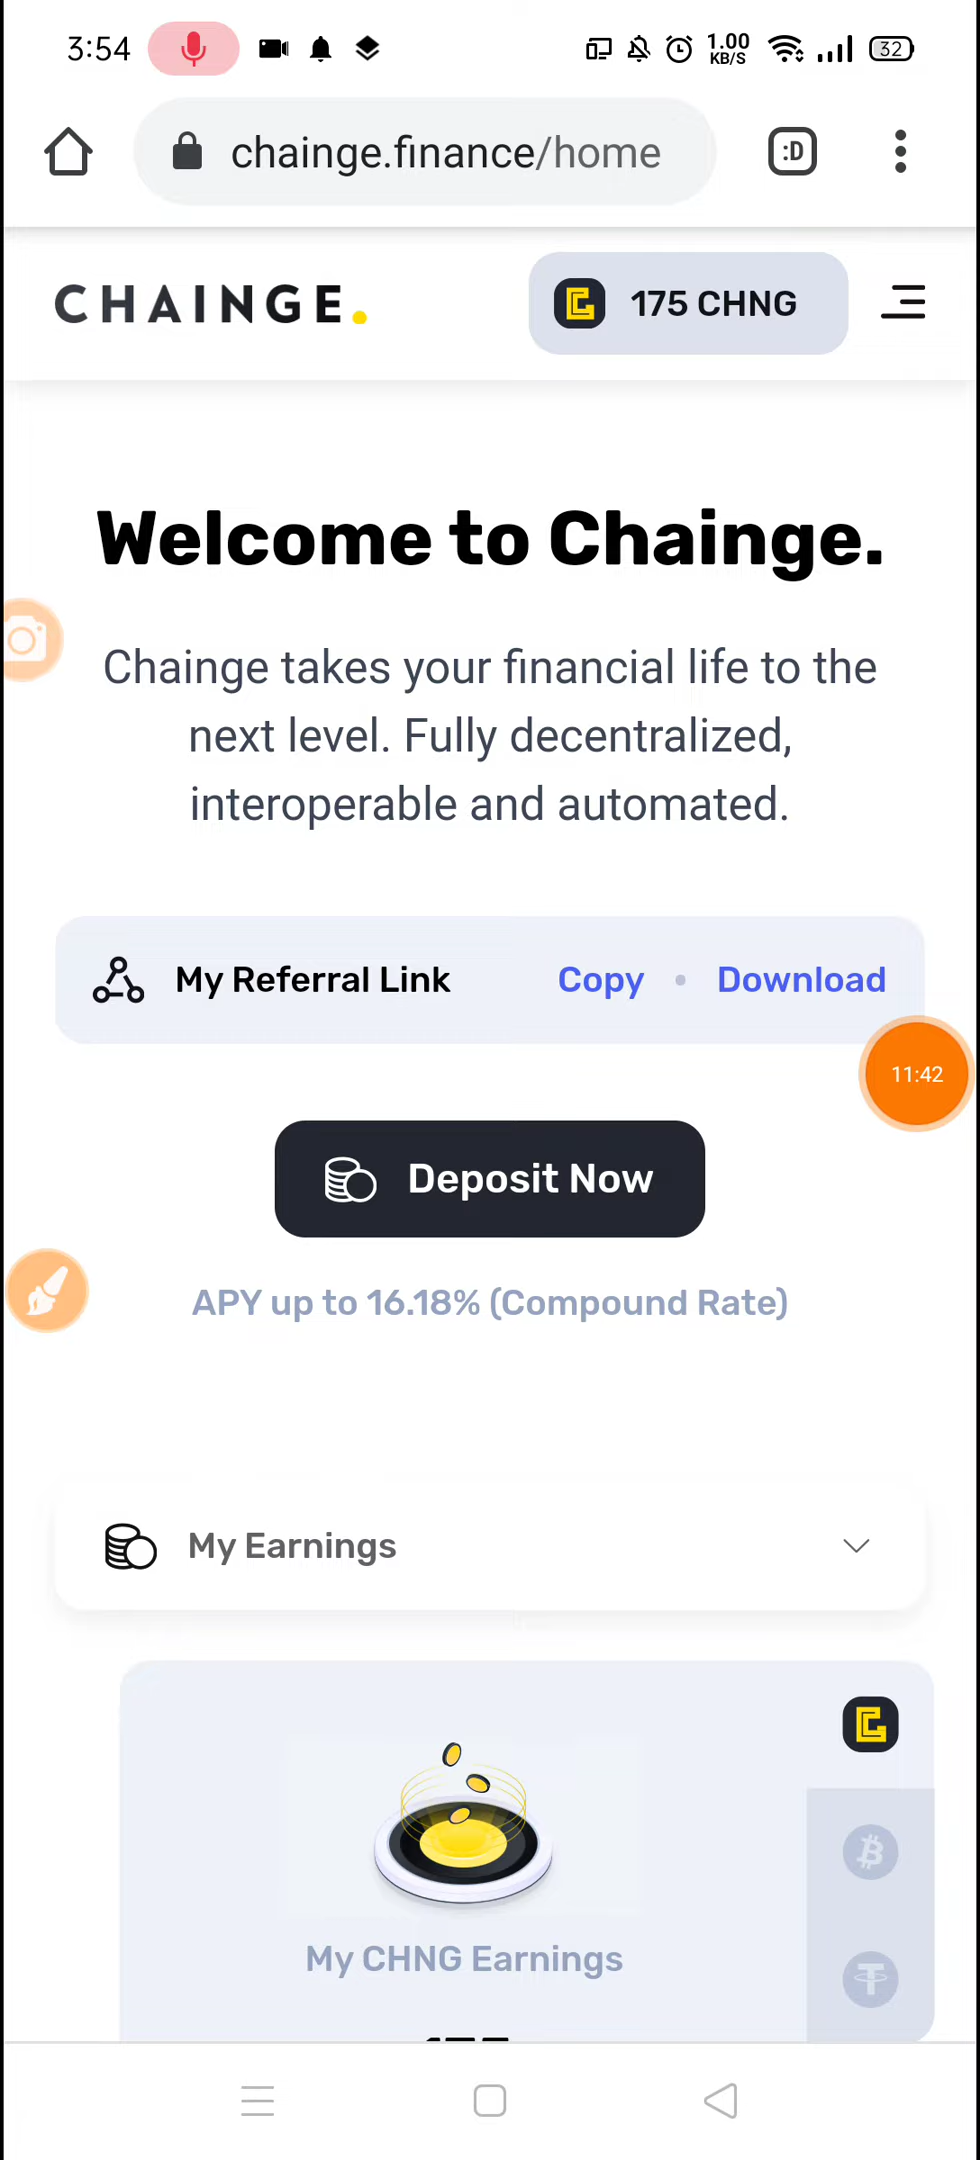 3:54
1.00
KB/S
32
chainge.finance/home
:D
CHAINGE.
175 CHNG
Welcome to Chainge.
Chainge takes your financial life to the
next level. Fully decentralized,
interoperable and automated.
My Referral Link
Copy • Download
11:42
Deposit Now
APY up to 16.18% (Compound Rate)
My Earnings
My CHNG Earnings